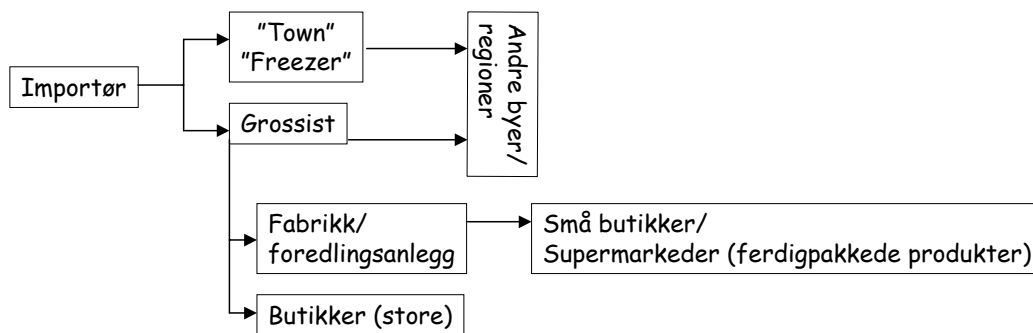 "Town"
"Freezer"
Andre byer/
regioner
Importør
Grossist
Fabrikk/
foredlingsanlegg
Små butikker/
Supermarkeder (ferdigpakkede produkter)
Butikker (store)